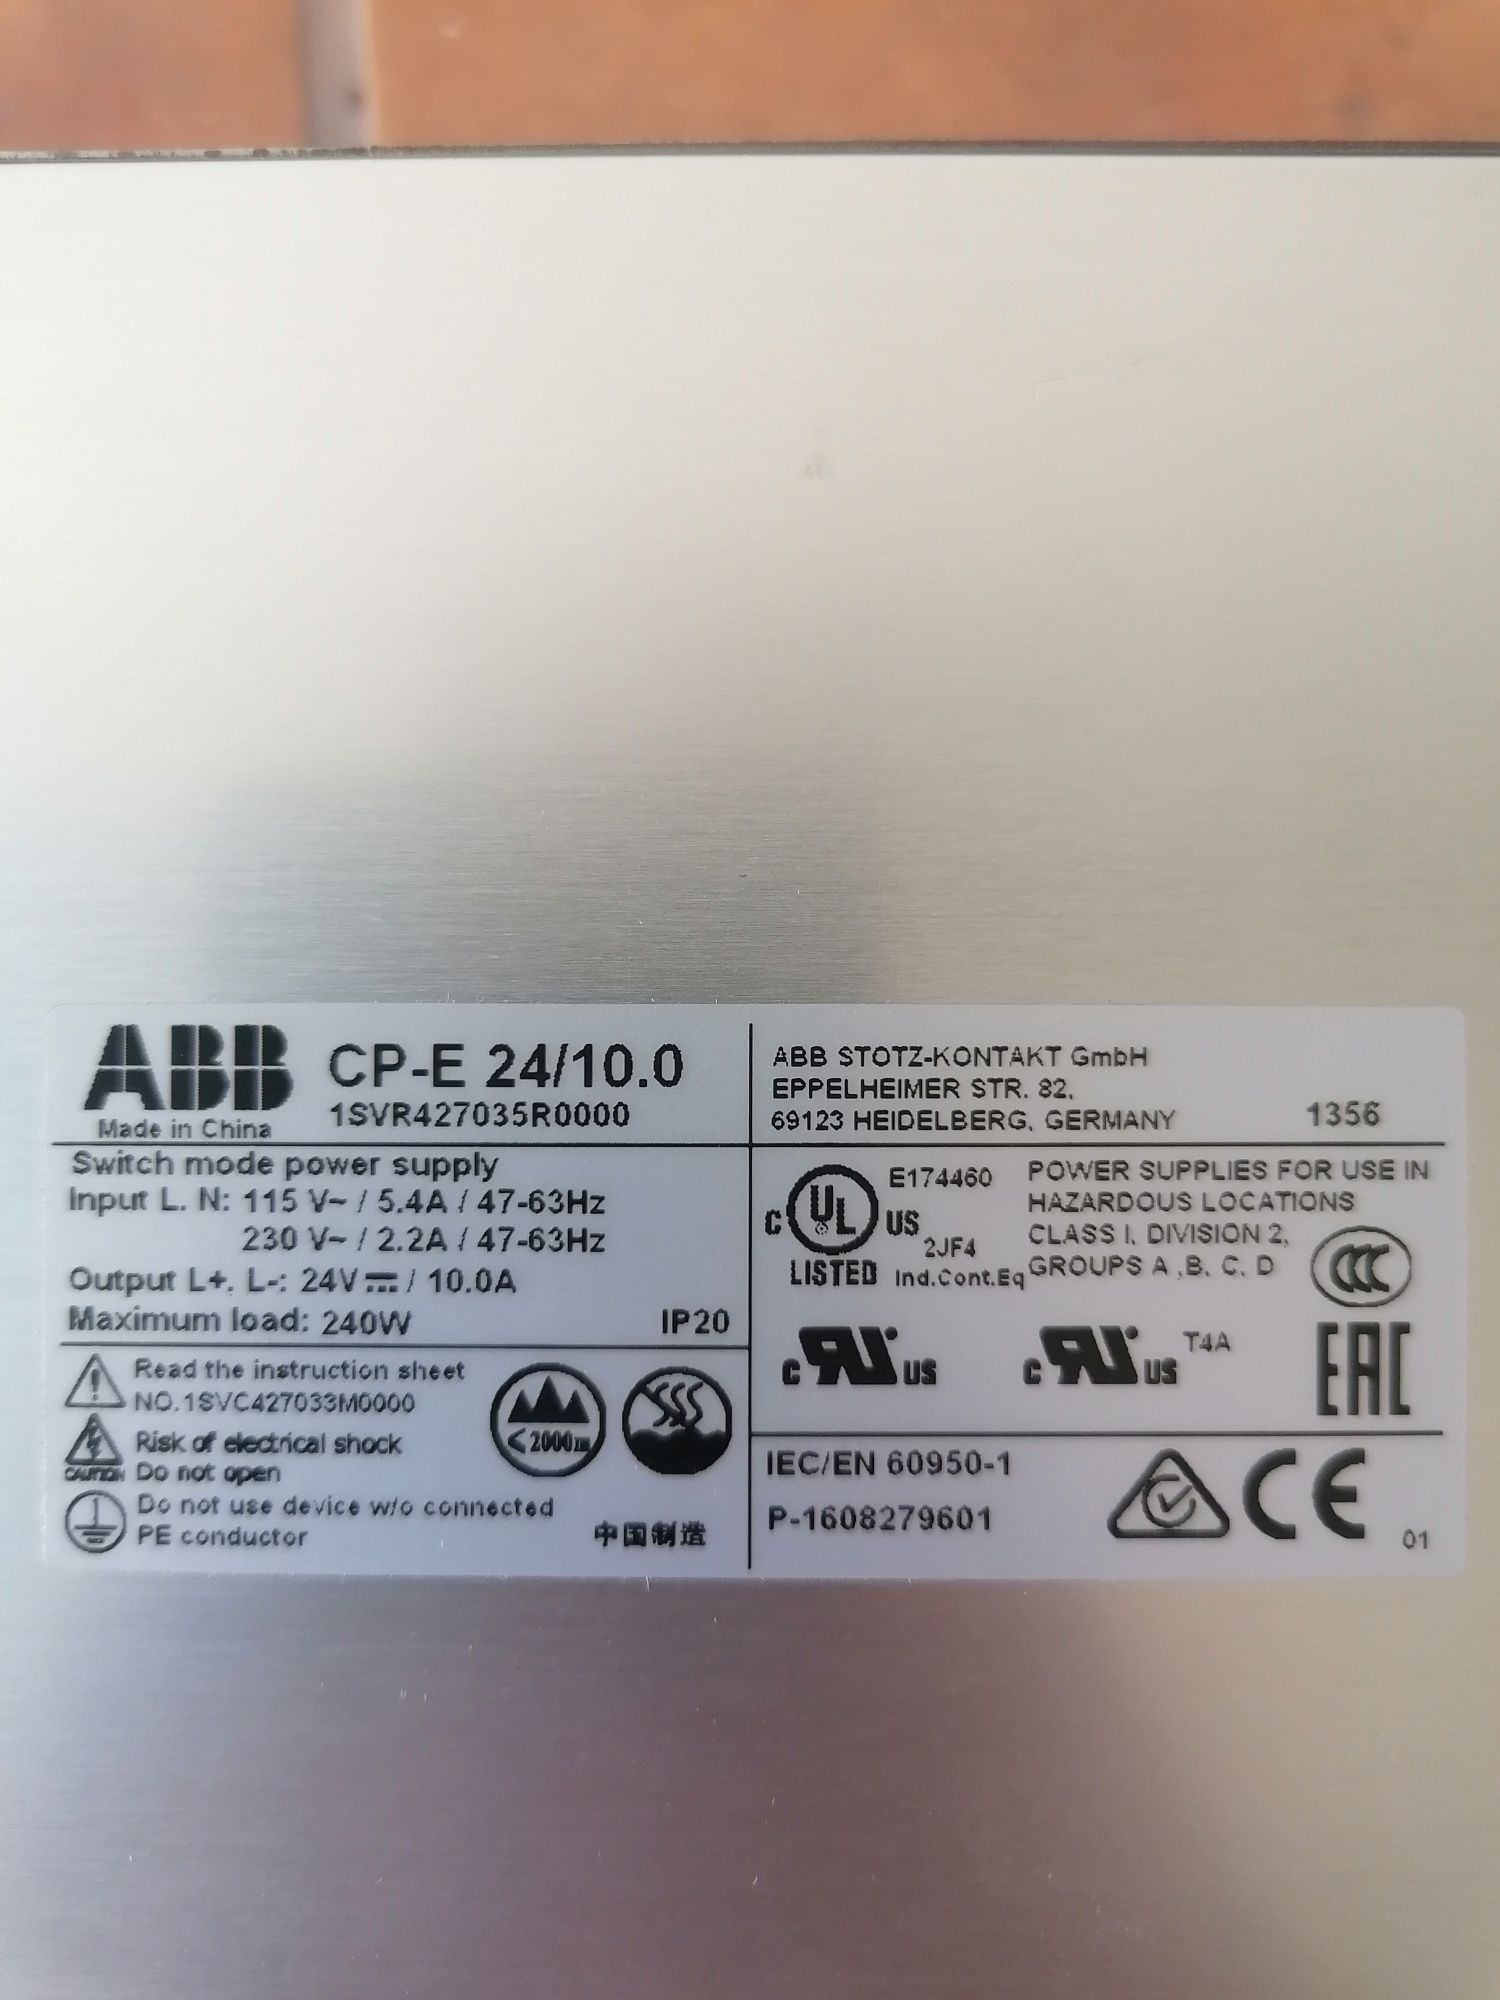 ABB CP-E 24/10.0
Made in China 1SVR427035R0000
Switch mode power supply
Input L. N: 115 V~ / 5.4A / 47-63Hz
230 V~ / 2.2A / 47-63Hz
Output L+, L-: 24V⎓ / 10.0A
Maximum load: 240W IP20
Read the instruction sheet
NO.1SVC427033M0000
Risk of electrical shock
CAUTION Do not open
Do not use device w/o connected
PE conductor
<2000m
中国制造
ABB STOTZ-KONTAKT GmbH
EPPELHEIMER STR. 82,
69123 HEIDELBERG, GERMANY 1356
C UL US
LISTED
E174460
2JF4
Ind.Cont.Eq
POWER SUPPLIES FOR USE IN
HAZARDOUS LOCATIONS
CLASS I, DIVISION 2,
GROUPS A ,B, C, D
CCC
c RU us c RU us T4A
EAC
IEC/EN 60950-1
P-1608279601
CE
01